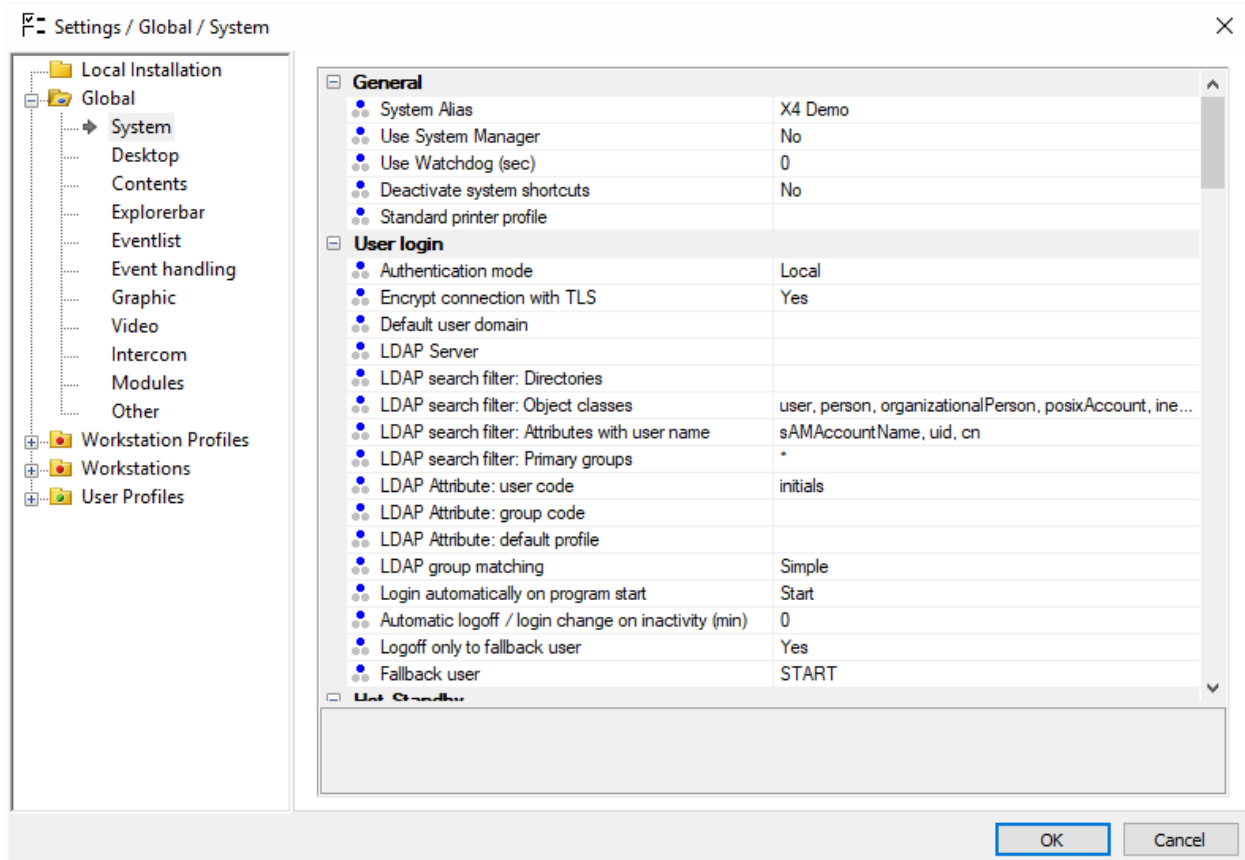 Settings / Global / System
Local Installation
Global
System
Desktop
Contents
Explorerbar
Eventlist
Event handling
Graphic
Video
Intercom
Modules
Other
Workstation Profiles
Workstations
User Profiles
General
System Alias X4 Demo
Use System Manager No
Use Watchdog (sec) 0
Deactivate system shortcuts No
Standard printer profile
User login
Authentication mode Local
Encrypt connection with TLS Yes
Default user domain
LDAP Server
LDAP search filter: Directories
LDAP search filter: Object classes user, person, organizationalPerson, posixAccount, ine...
LDAP search filter: Attributes with user name sAMAccountName, uid, cn
LDAP search filter: Primary groups *
LDAP Attribute: user code initials
LDAP Attribute: group code
LDAP Attribute: default profile
LDAP group matching Simple
Login automatically on program start Start
Automatic logoff / login change on inactivity (min) 0
Logoff only to fallback user Yes
Fallback user START
Hot-Standby
OK Cancel